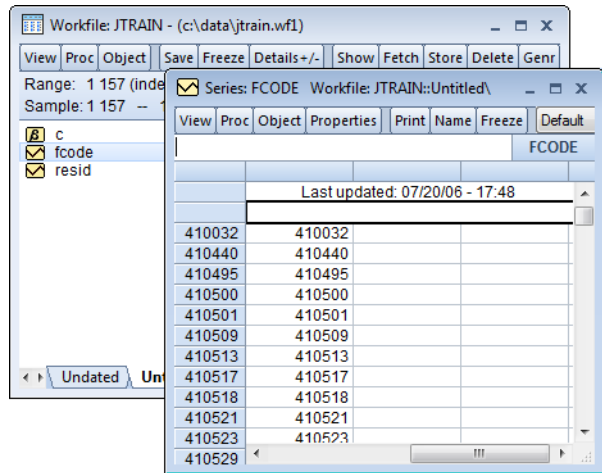 Workfile: JTRAIN - (c:\data\jtrain.wf1)
View Proc Object Save Freeze Details+/- Show Fetch Store Delete Genr
Range: 1 157 (inde
Sample: 1 157 -- 1
β c
fcode
resid
Undated Unt
Series: FCODE Workfile: JTRAIN::Untitled\
View Proc Object Properties Print Name Freeze Default
FCODE
Last updated: 07/20/06 - 17:48
410032 410032
410440 410440
410495 410495
410500 410500
410501 410501
410509 410509
410513 410513
410517 410517
410518 410518
410521 410521
410523 410523
410529